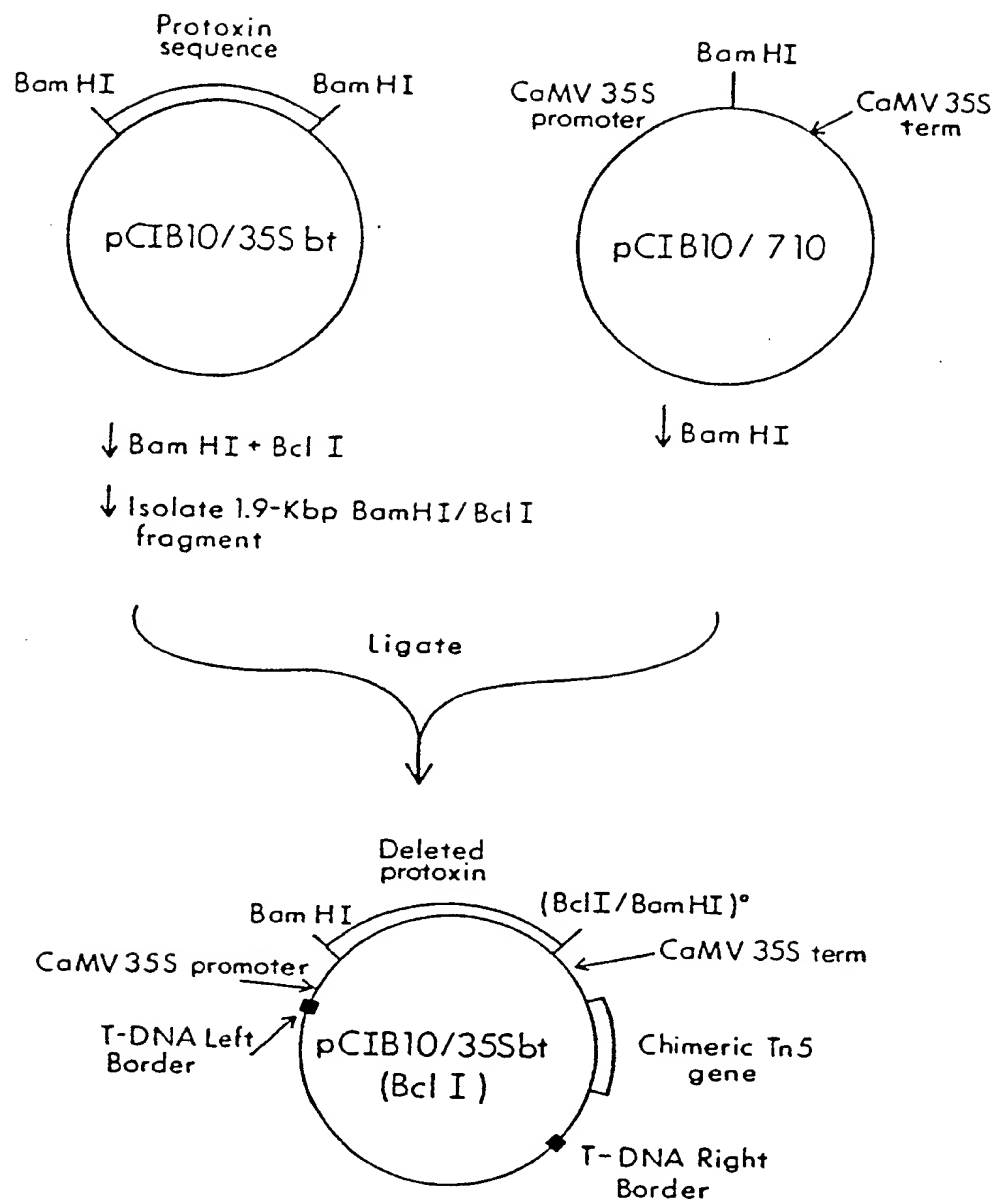 Protoxin
sequence
Bam HI
Bam HI
pCIB10/35S bt
Bam HI
CaMV 35S
promoter
CaMV 35S
term
pCIB10/ 710
↓ Bam HI + Bcl I
↓ Isolate 1.9-Kbp BamHI/Bcl I
fragment
↓ Bam HI
Ligate
Deleted
protoxin
Bam HI
(BclI/BamHI)°
CaMV 35S promoter
CaMV 35S term
T-DNA Left
Border
pCIB10/35Sbt
(Bcl I)
Chimeric Tn5
gene
T-DNA Right
Border